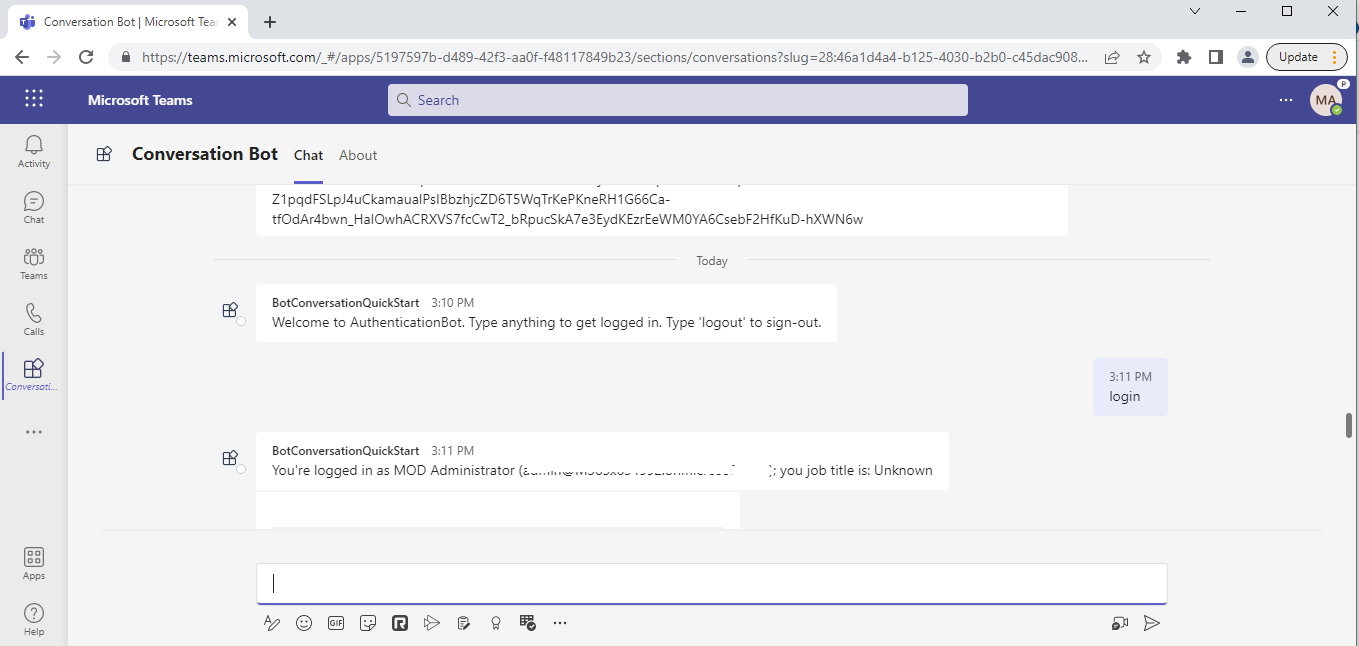 Conversation Bot | Microsoft Tea
https://teams.microsoft.com/_#/apps/5197597b-d489-42f3-aa0f-f48117849b23/sections/conversations?slug=28:46a1d4a4-b125-4030-b2b0-c45dac908...
Update
Microsoft Teams
Search
P
MA
Activity
Chat
Teams
Calls
Conversati...
Apps
Help
Conversation Bot Chat About
Z1pqdFSLpJ4uCkamauaIPsIBbzhjcZD6T5WqTrKePKneRH1G66Ca-
tfOdAr4bwn_HaIOwhACRXVS7fcCwT2_bRpucSkA7e3EydKEzrEeWM0YA6CsebF2HfKuD-hXWN6w
Today
BotConversationQuickStart 3:10 PM
Welcome to AuthenticationBot. Type anything to get logged in. Type 'logout' to sign-out.
3:11 PM
login
BotConversationQuickStart 3:11 PM
You're logged in as MOD Administrator ( ); you job title is: Unknown
GIF